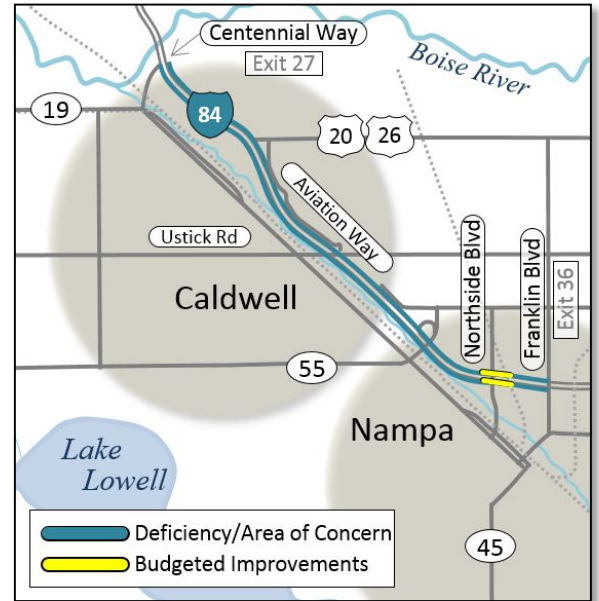 Centennial Way
Exit 27
Boise River
19
84
20 26
Aviation Way
Ustick Rd
Northside Blvd
Franklin Blvd
Exit 36
Caldwell
55
Nampa
Lake
Lowell
Deficiency/Area of Concern
Budgeted Improvements
45